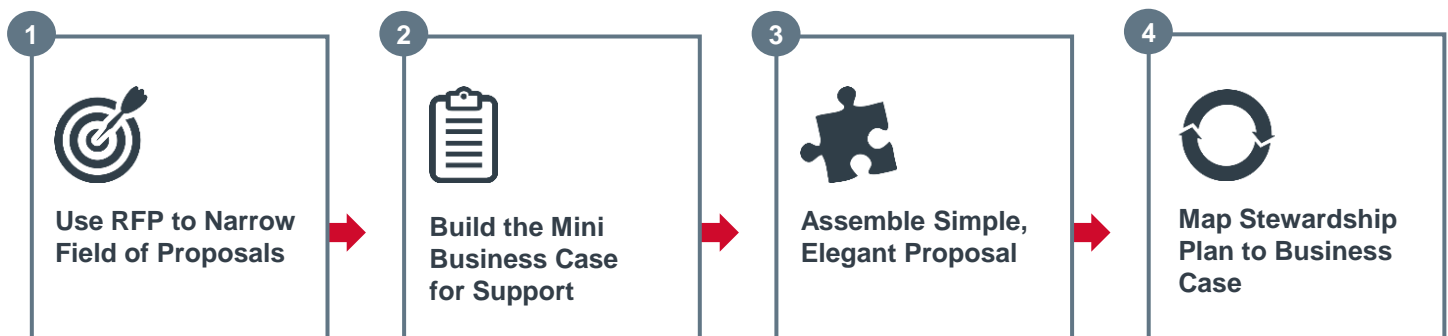 1
Use RFP to Narrow
Field of Proposals
2
Build the Mini
Business Case
for Support
3
Assemble Simple,
Elegant Proposal
4
Map Stewardship
Plan to Business
Case